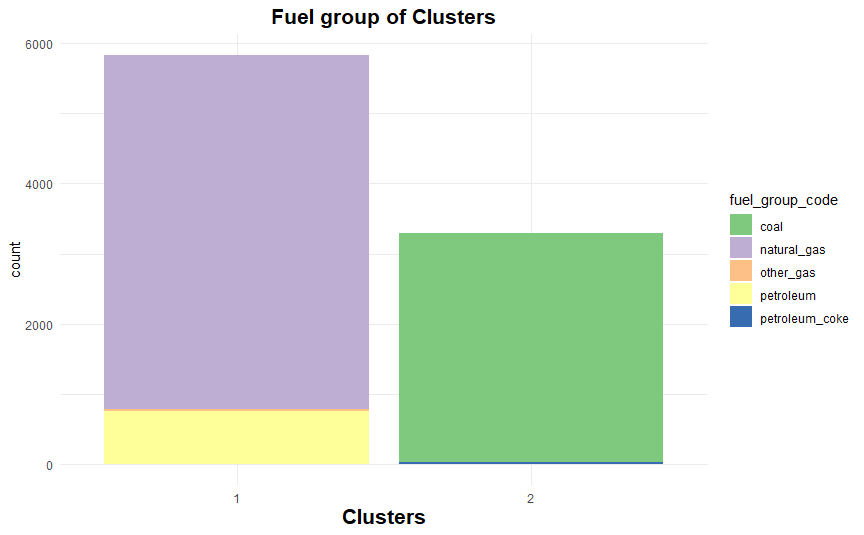 Fuel group of Clusters
6000
4000
2000
0
count
1
2
Clusters
fuel_group_code
coal
natural_gas
other_gas
petroleum
petroleum_coke